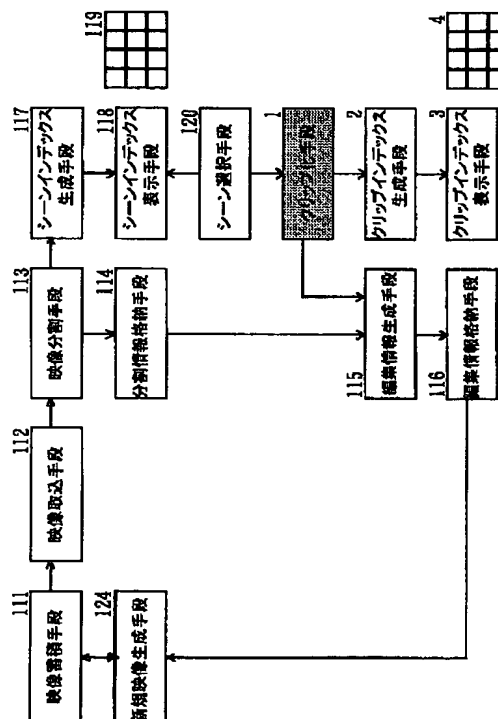 111
映像蓄積手段
112
映像取込手段
113
映像分割手段
117
シーンインデックス
生成手段
119
124
新規映像生成手段
114
分割情報格納手段
118
シーンインデックス
表示手段
120
シーン選択手段
1
クリップ化手段
115
編集情報生成手段
2
クリップインデックス
生成手段
116
編集情報格納手段
3
クリップインデックス
表示手段
4